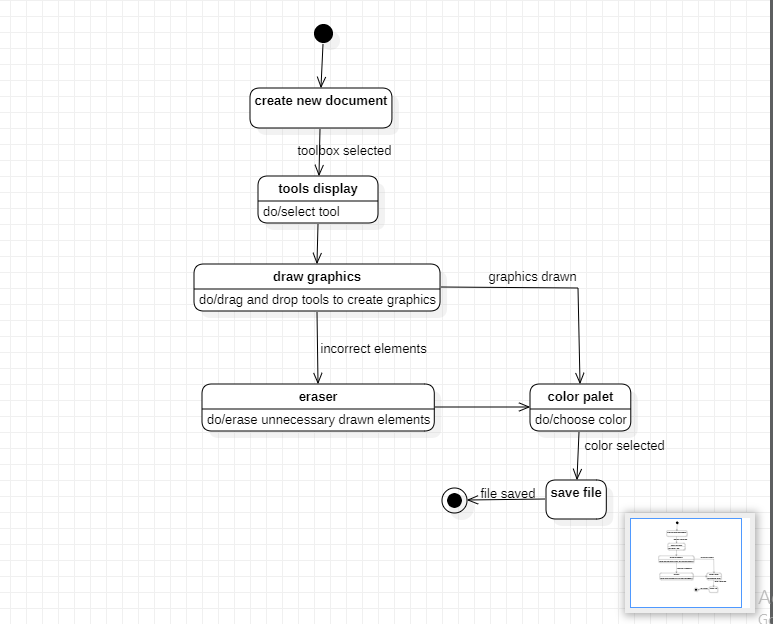 create new document
toolbox selected
tools display
do/select tool
draw graphics
do/drag and drop tools to create graphics
graphics drawn
incorrect elements
eraser
do/erase unnecessary drawn elements
color palet
do/choose color
color selected
save file
file saved